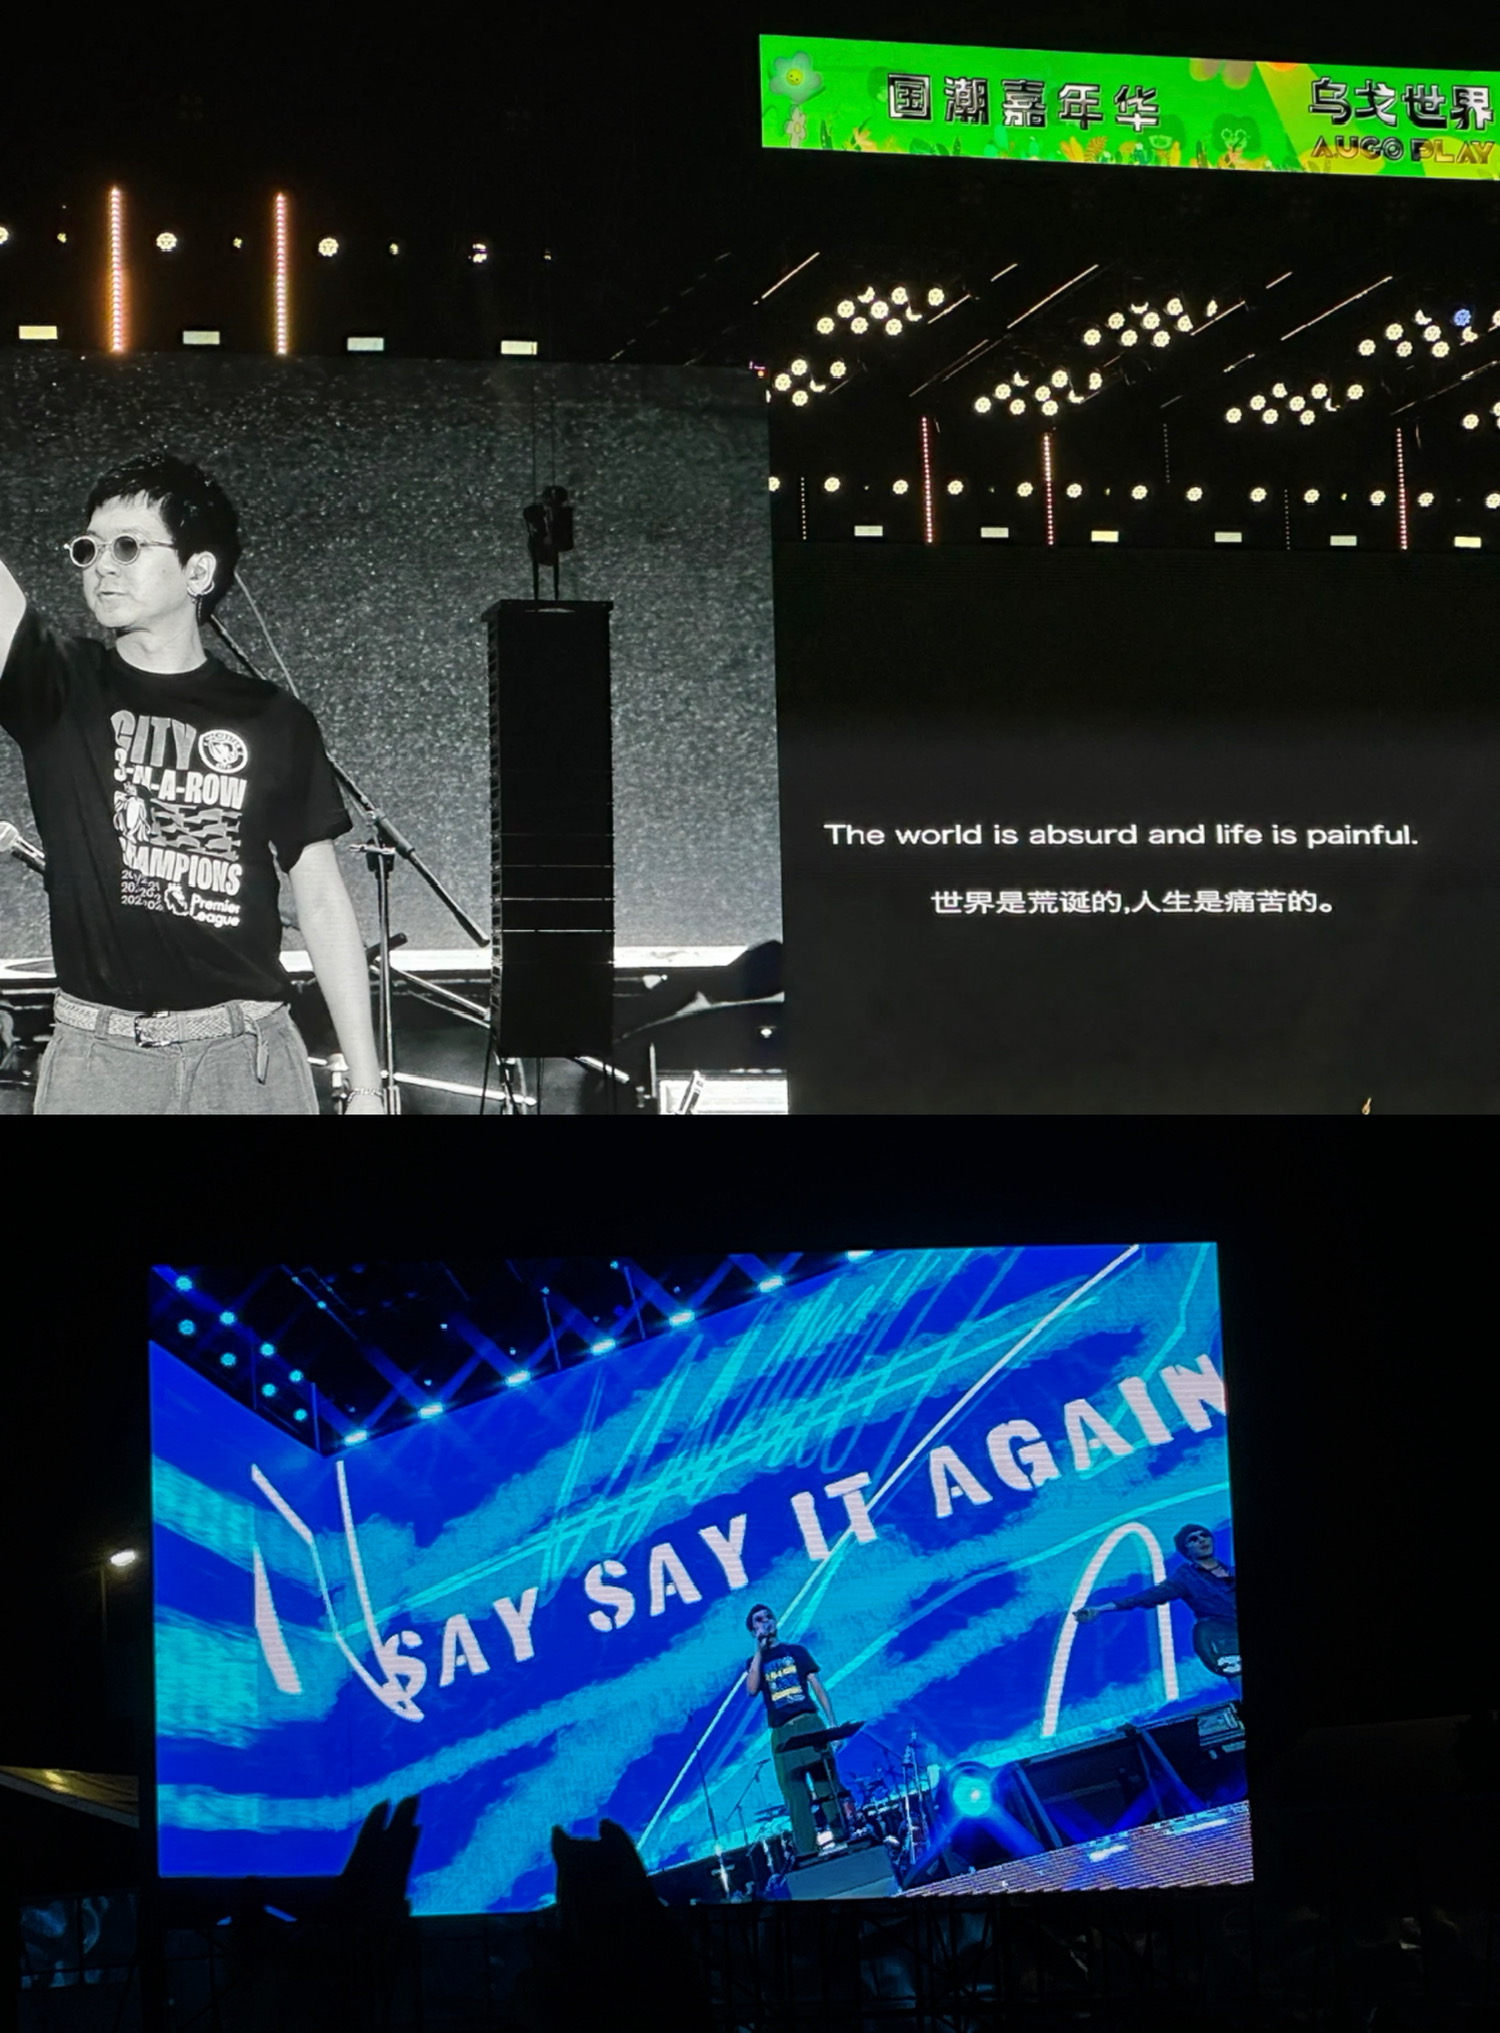 国潮嘉年华
乌戈世界
AUGO PLAY
CITY
3-IN-A-ROW
CHAMPIONS
Premier
League
The world is absurd and life is painful.
世界是荒诞的,人生是痛苦的。
SAY SAY IT AGAIN